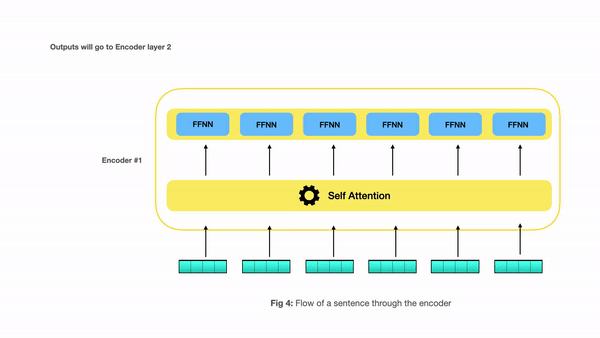 Outputs will go to Encoder layer 2
FFNN FFNN FFNN FFNN FFNN FFNN
Encoder #1
Self Attention
Fig 4: Flow of a sentence through the encoder